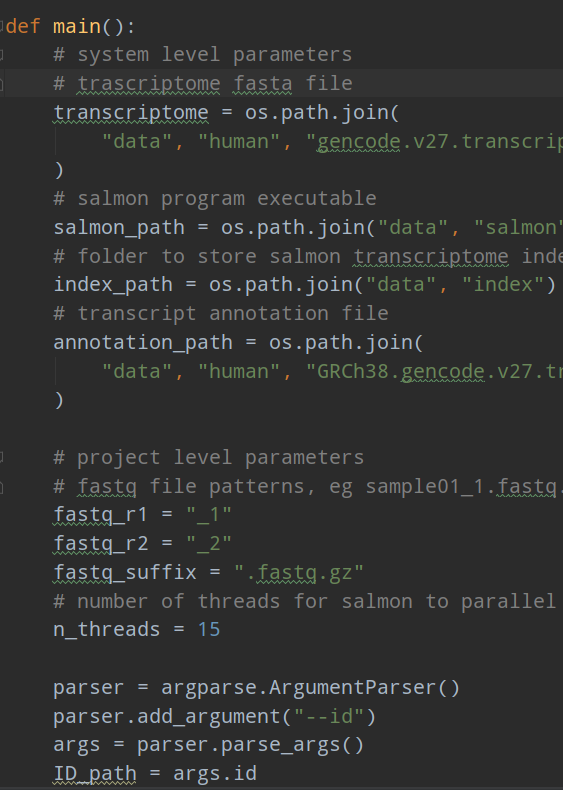 def main():
    # system level parameters
    # trascriptome fasta file
    transcriptome = os.path.join(
        "data", "human", "gencode.v27.transcrip
    )
    # salmon program executable
    salmon_path = os.path.join("data", "salmon"
    # folder to store salmon transcriptome inde
    index_path = os.path.join("data", "index")
    # transcript annotation file
    annotation_path = os.path.join(
        "data", "human", "GRCh38.gencode.v27.tr
    )

    # project level parameters
    # fastq file patterns, eg sample01_1.fastq.
    fastq_r1 = "_1"
    fastq_r2 = "_2"
    fastq_suffix = ".fastq.gz"
    # number of threads for salmon to parallel
    n_threads = 15

    parser = argparse.ArgumentParser()
    parser.add_argument("--id")
    args = parser.parse_args()
    ID_path = args.id